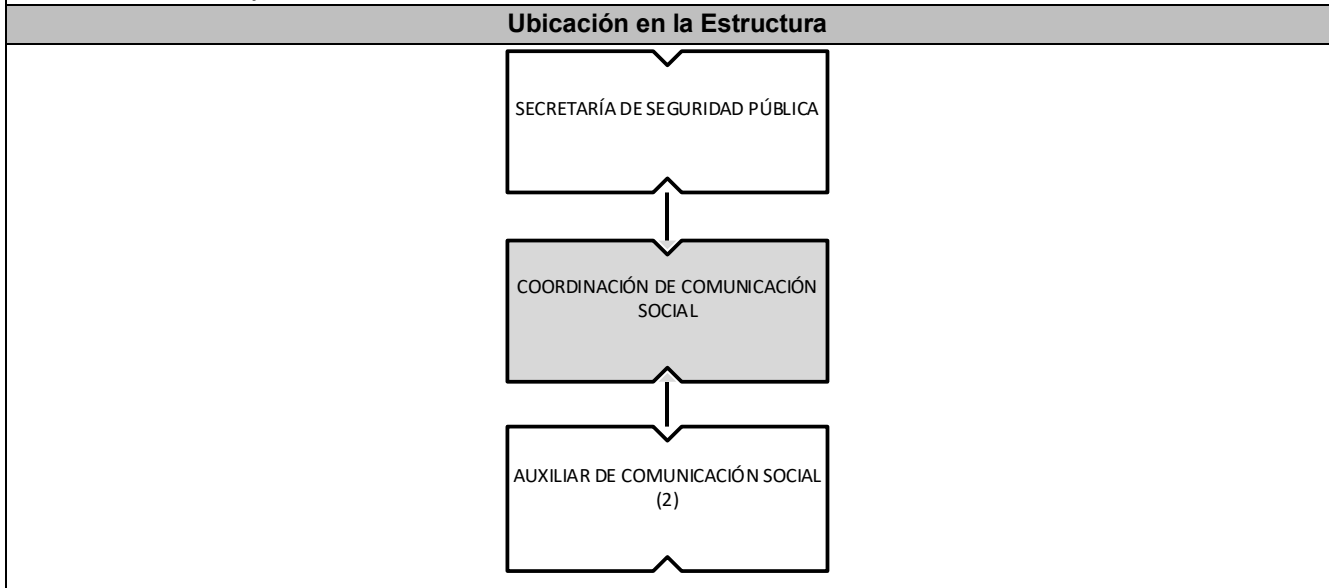 Ubicación en la Estructura
SECRETARÍA DE SEGURIDAD PÚBLICA
COORDINACIÓN DE COMUNICACIÓN
SOCIAL
AUXILIAR DE COMUNICACIÓN SOCIAL
(2)